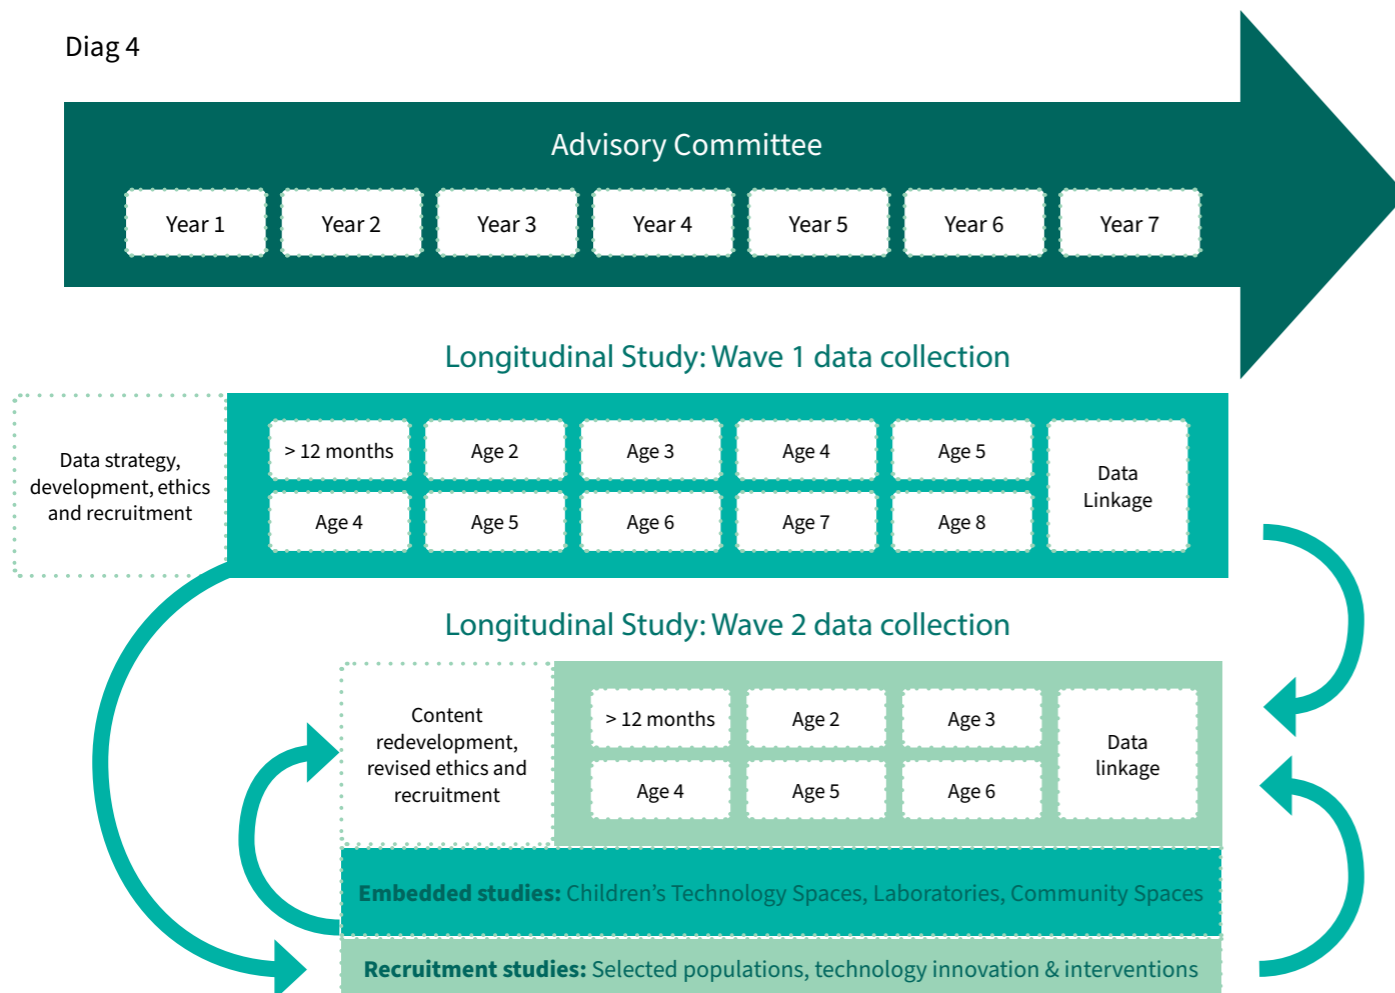 Diag 4
Advisory Committee
Year 1
Year 2
Year 3
Year 4
Year 5
Year 6
Year 7
Longitudinal Study: Wave 1 data collection
Data strategy,
development, ethics
and recruitment
> 12 months
Age 2
Age 3
Age 4
Age 5
Age 4
Age 5
Age 6
Age 7
Age 8
Data
Linkage
Longitudinal Study: Wave 2 data collection
Content
redevelopment,
revised ethics and
recruitment
> 12 months
Age 2
Age 3
Age 4
Age 5
Age 6
Data
linkage
Embedded studies: Children’s Technology Spaces, Laboratories, Community Spaces
Recruitment studies: Selected populations, technology innovation & interventions